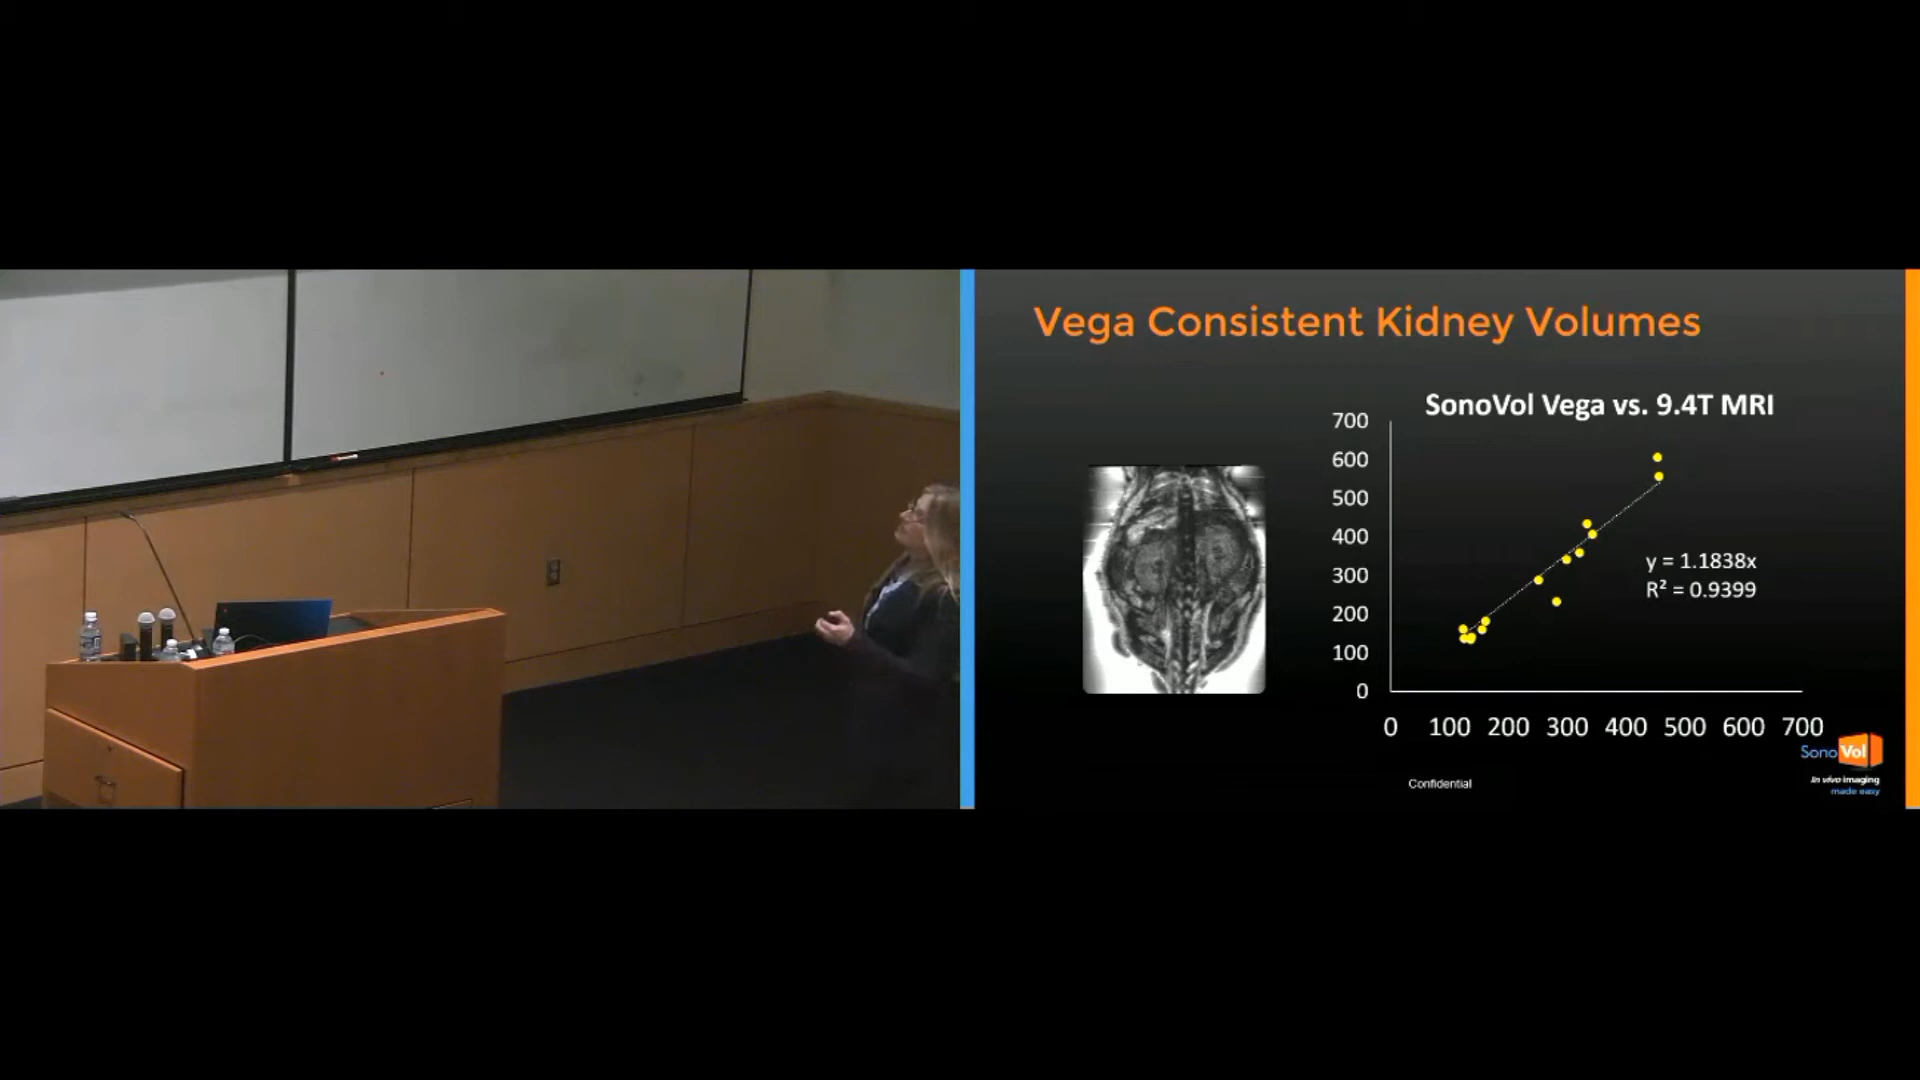 Vega Consistent Kidney Volumes
SonoVol Vega vs. 9.4T MRI
700
600
500
400
300
200
100
0
y = 1.1838x
R² = 0.9399
0 100 200 300 400 500 600 700
SonoVol
In vivo imaging
made easy
Confidential